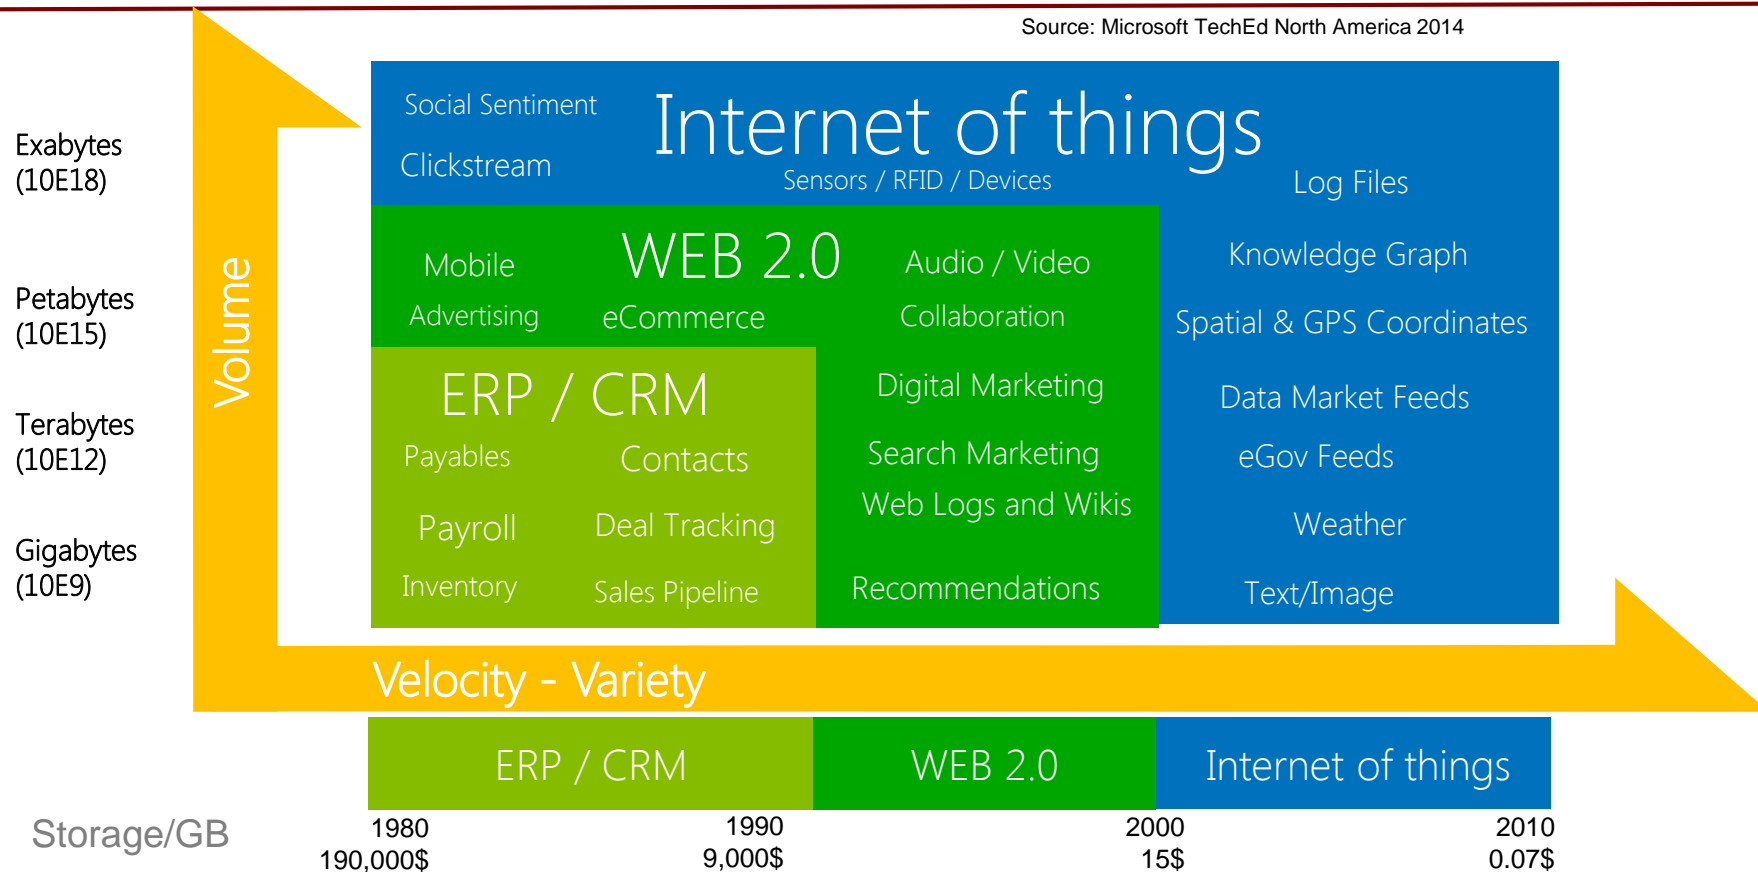 Source: Microsoft TechEd North America 2014
Exabytes
(10E18)
Petabytes
(10E15)
Terabytes
(10E12)
Gigabytes
(10E9)
Volume
Social Sentiment
Internet of things
Clickstream
Sensors / RFID / Devices
Log Files
Knowledge Graph
Spatial & GPS Coordinates
Data Market Feeds
eGov Feeds
Weather
Text/Image
WEB 2.0
Mobile
Audio / Video
Advertising
eCommerce
Collaboration
Digital Marketing
Search Marketing
Web Logs and Wikis
Recommendations
ERP / CRM
Payables
Contacts
Payroll
Deal Tracking
Inventory
Sales Pipeline
Velocity - Variety
ERP / CRM
WEB 2.0
Internet of things
Storage/GB
1980
190,000$
1990
9,000$
2000
15$
2010
0.07$